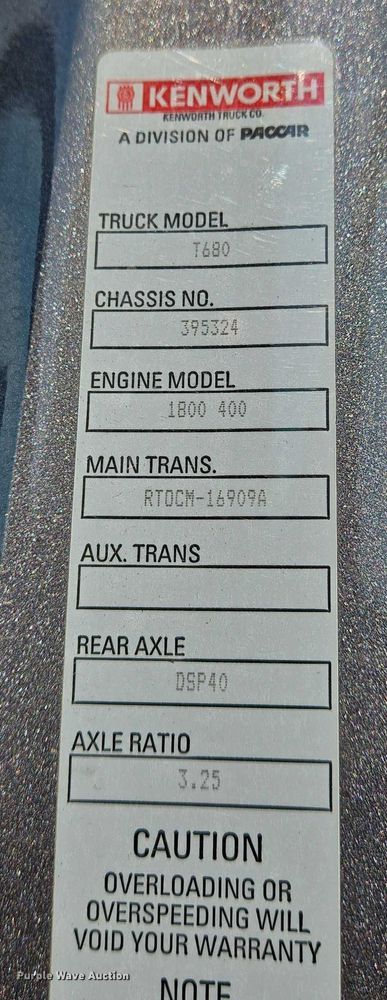 KENWORTH
KENWORTH TRUCK CO.
A DIVISION OF PACCAR
TRUCK MODEL
T680
CHASSIS NO.
395324
ENGINE MODEL
1800 400
MAIN TRANS.
RTOCM-16909A
AUX. TRANS
REAR AXLE
DSP40
AXLE RATIO
3.25
CAUTION
OVERLOADING OR
OVERSPEEDING WILL
VOID YOUR WARRANTY
NOTE
Purple Wave Auction